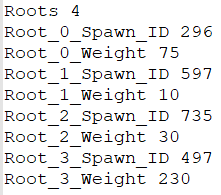 Roots 4
Root_0_Spawn_ID 296
Root_0_Weight 75
Root_1_Spawn_ID 597
Root_1_Weight 10
Root_2_Spawn_ID 735
Root_2_Weight 30
Root_3_Spawn_ID 497
Root_3_Weight 230